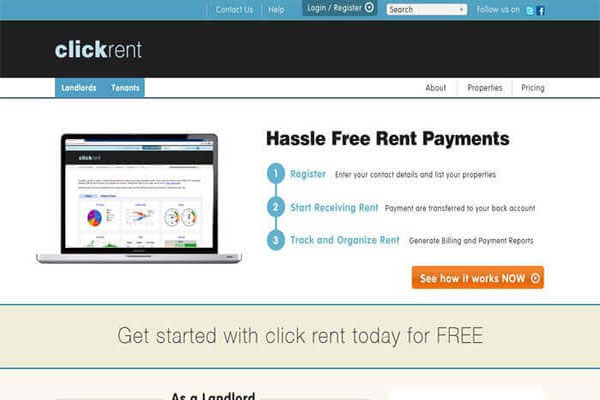 Contact Us Help Login / Register Search Follow us on
clickrent
Landlords Tenants About Properties Pricing
clickrent
Hassle Free Rent Payments
1 Register Enter your contact details and list your properties
2 Start Receiving Rent Payment are transferred to your back account
3 Track and Organize Rent Generate Billing and Payment Reports
See how it works NOW
Get started with click rent today for FREE
As a Landlord